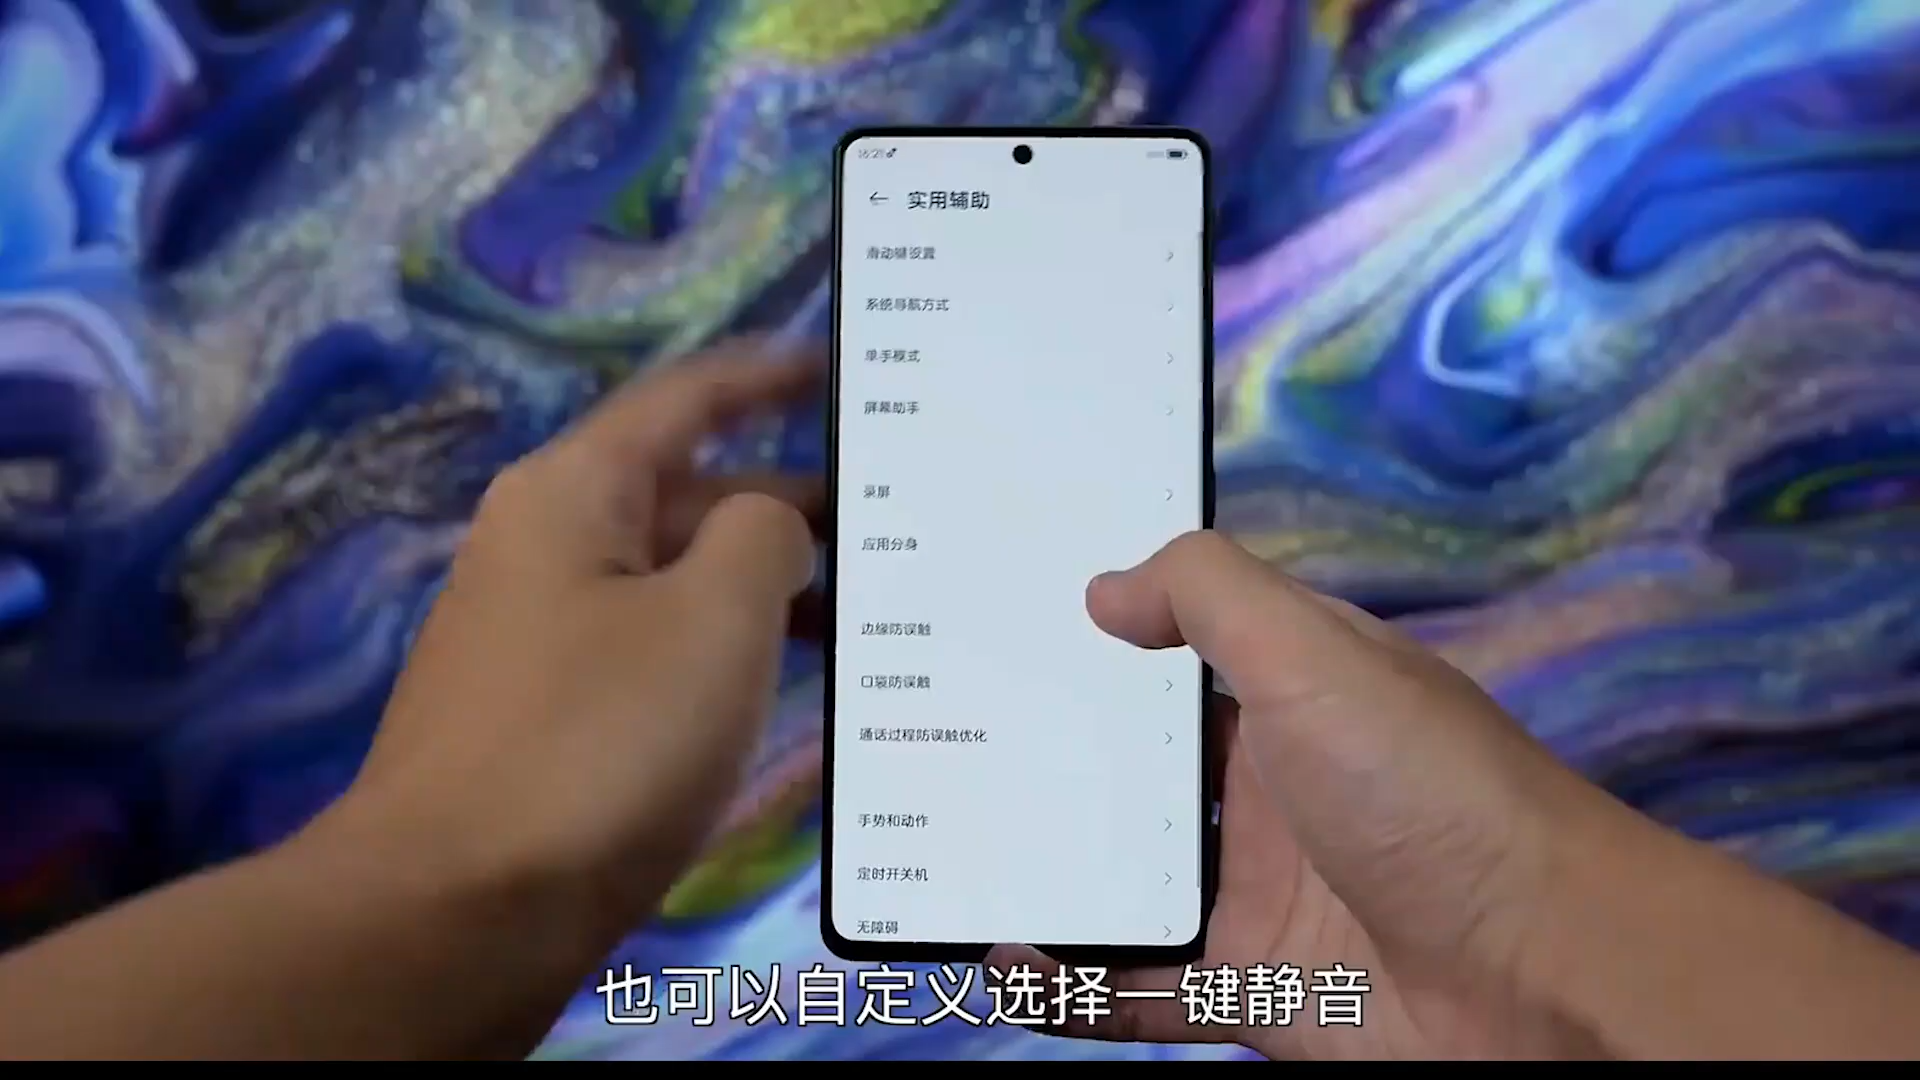 16:21
实用辅助
滑动键设置
系统导航方式
单手模式
屏幕助手
录屏
应用分身
边缘防误触
口袋防误触
通话过程防误触优化
手势和动作
定时开关机
无障碍
也可以自定义选择一键静音